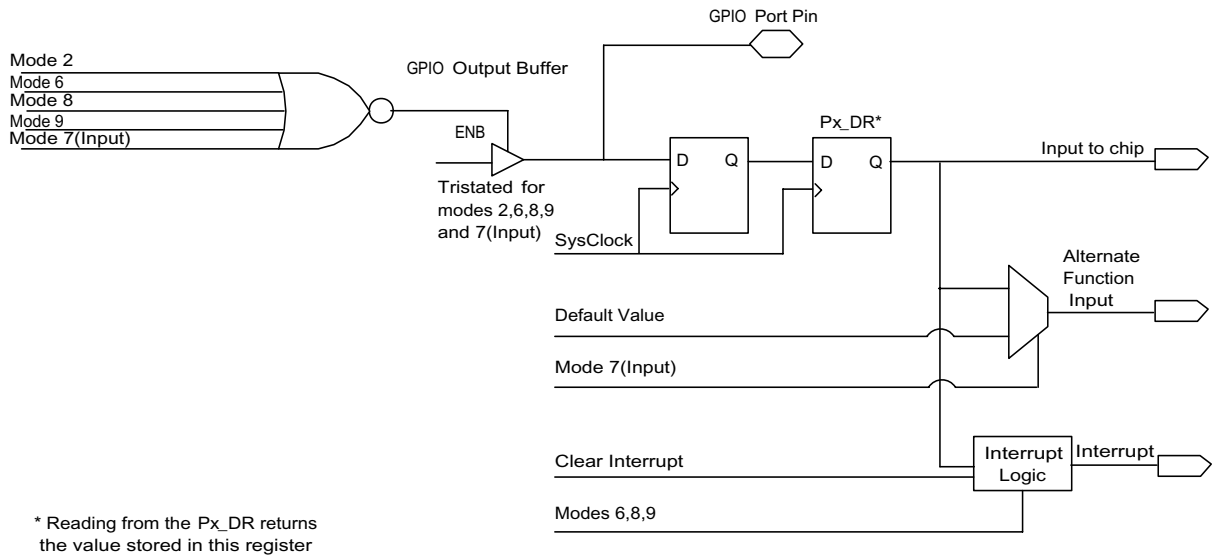 GPIO Port Pin
Mode 2
Mode 6
Mode 8
Mode 9
Mode 7(Input)
GPIO Output Buffer
ENB
Tristated for
modes 2,6,8,9
and 7(Input)
SysClock
D Q
Px_DR*
D Q
Input to chip
Alternate
Function
Input
Default Value
Mode 7(Input)
Clear Interrupt
Interrupt
Logic
Interrupt
Modes 6,8,9
* Reading from the Px_DR returns
the value stored in this register